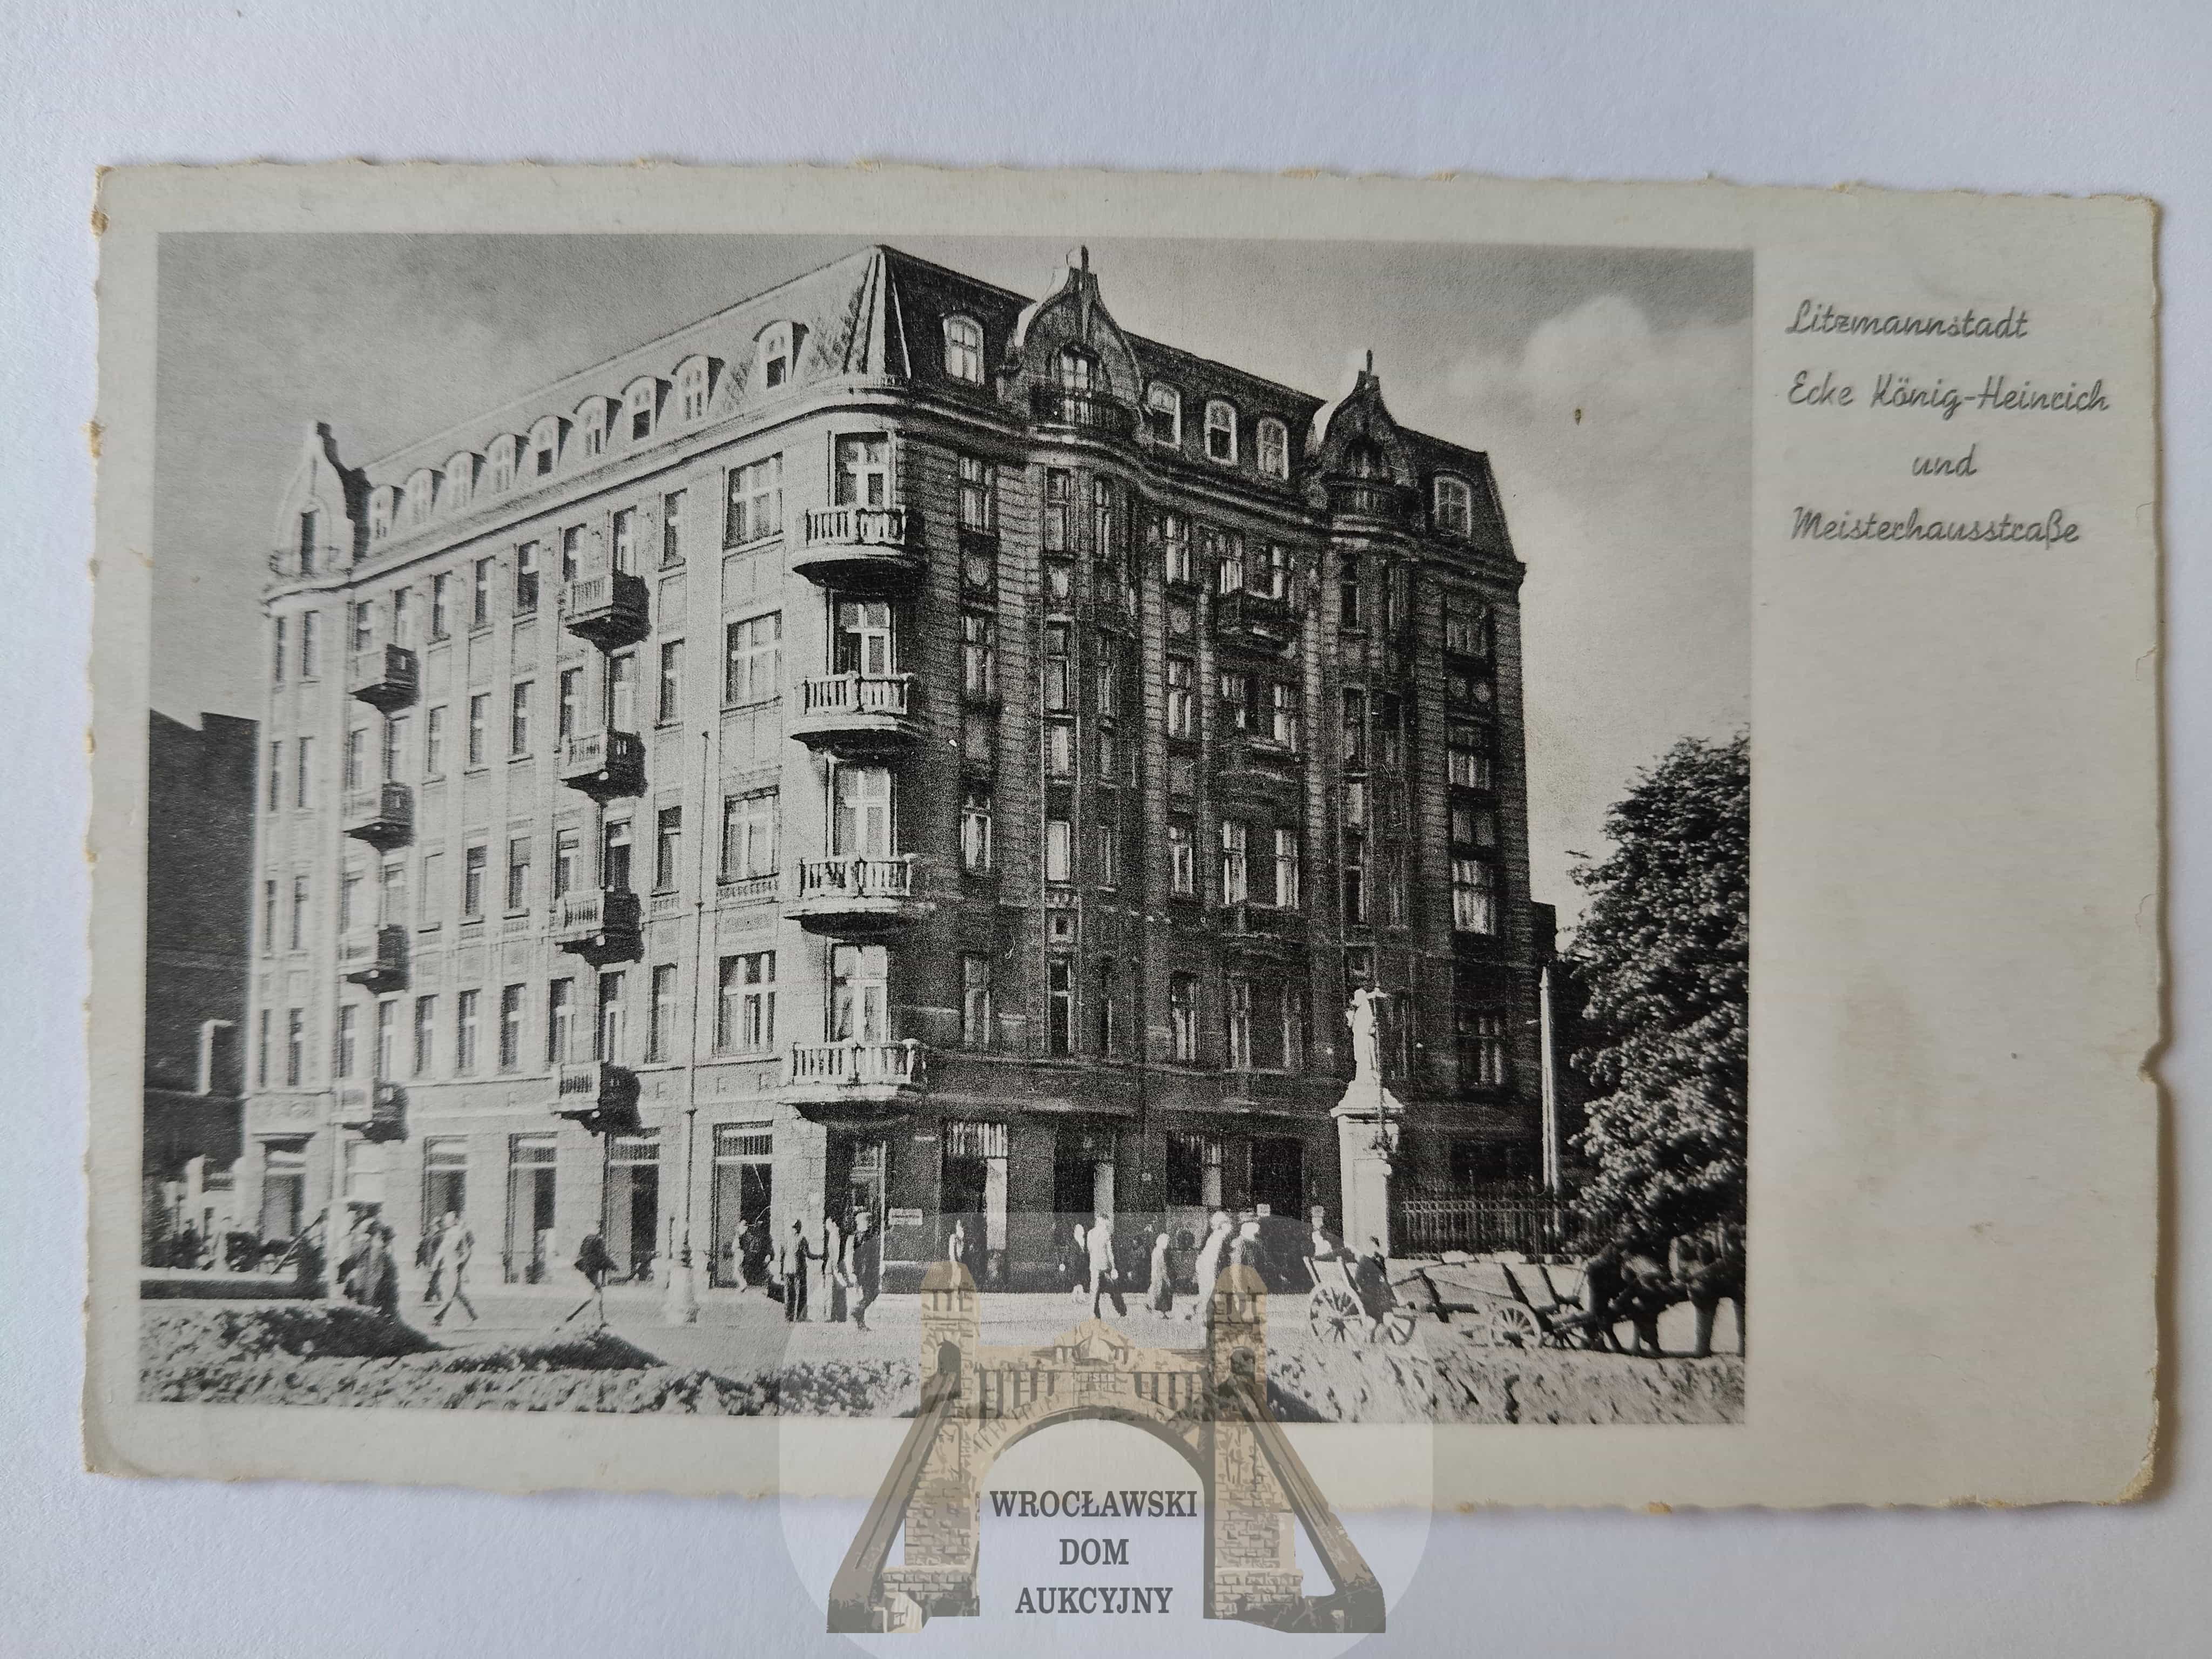 Litzmannstadt
Ecke König-Heinrich
und
Meisterhausstraße
WROCŁAWSKI
DOM
AUKCYJNY